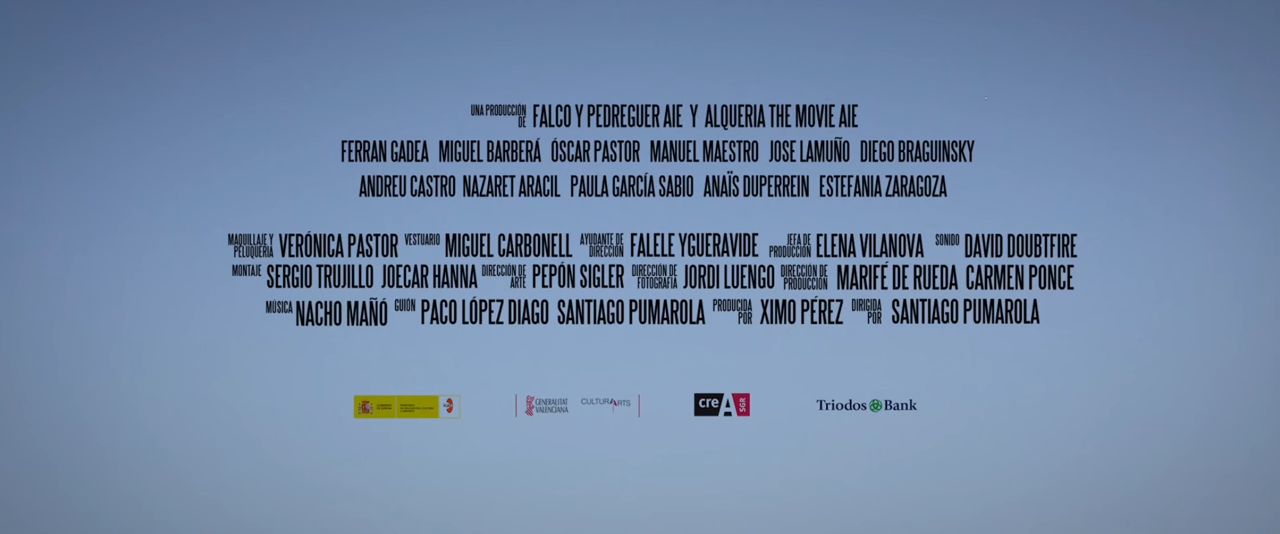 UNA PRODUCCIÓN DE FALCO Y PEDREGUER AIE Y ALQUERIA THE MOVIE AIE
FERRAN GADEA MIGUEL BARBERÁ ÓSCAR PASTOR MANUEL MAESTRO JOSE LAMUÑO DIEGO BRAGUINSKY
ANDREU CASTRO NAZARET ARACIL PAULA GARCÍA SABIO ANAÏS DUPERREIN ESTEFANIA ZARAGOZA
MAQUILLAJE Y PELUQUERIA VERÓNICA PASTOR VESTUARIO MIGUEL CARBONELL AYUDANTE DE DIRECCIÓN FALELE YGUERAVIDE JEFA DE PRODUCCIÓN ELENA VILANOVA SONIDO DAVID DOUBTFIRE
MONTAJE SERGIO TRUJILLO JOECAR HANNA DIRECCIÓN DE ARTE PEPÓN SIGLER DIRECCIÓN DE FOTOGRAFIA JORDI LUENGO DIRECCIÓN DE PRODUCCIÓN MARIFÉ DE RUEDA CARMEN PONCE
MÚSICA NACHO MAÑÓ GUIÓN PACO LÓPEZ DIAGO SANTIAGO PUMAROLA PRODUCIDA POR XIMO PÉREZ DIRIGIDA POR SANTIAGO PUMAROLA
GENERALITAT VALENCIANA CULTURARTS creA SGR Triodos Bank